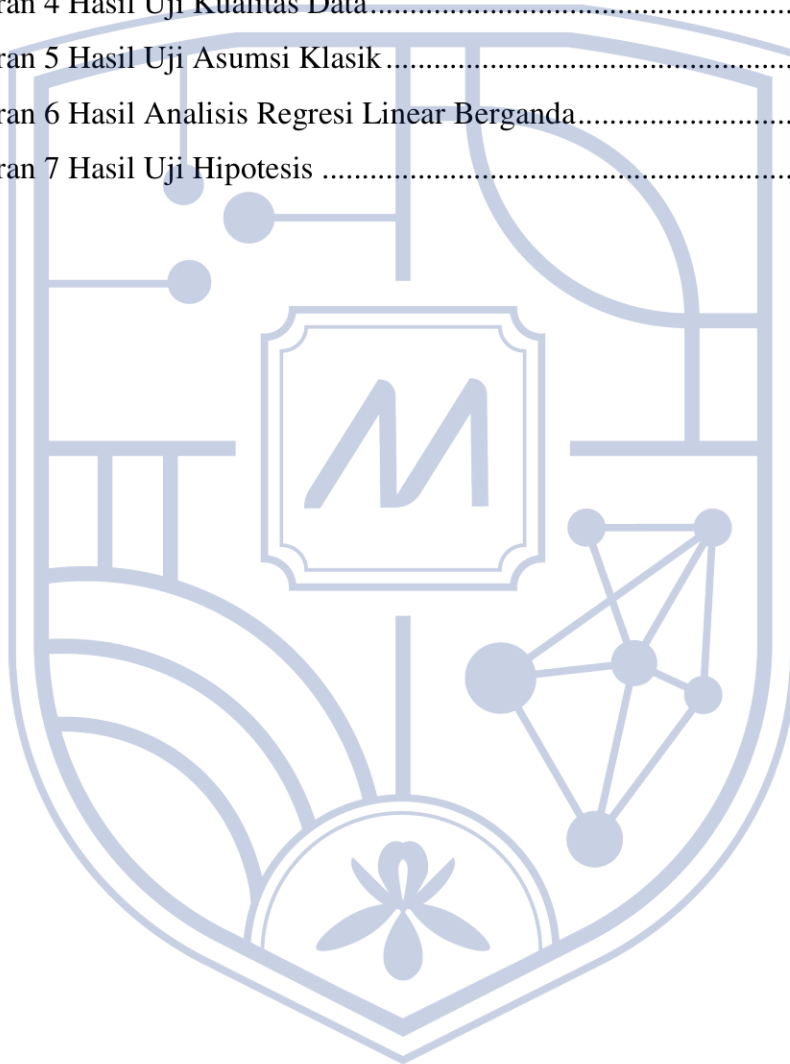 ran 4 Hasil Uji Kualitas Data................................................................
ran 5 Hasil Uji Asumsi Klasik................................................................
ran 6 Hasil Analisis Regresi Linear Berganda................................
ran 7 Hasil Uji Hipotesis ................................................................
M